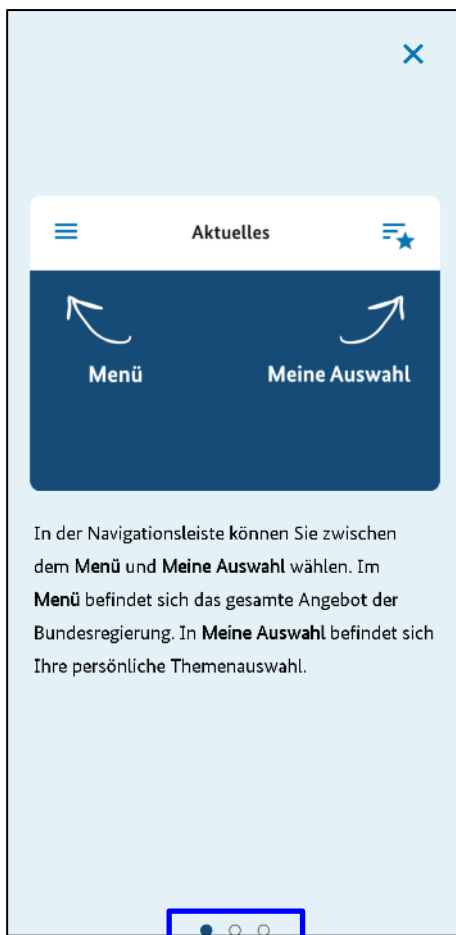 Aktuelles
Menü
Meine Auswahl
In der Navigationsleiste können Sie zwischen
dem Menü und Meine Auswahl wählen. Im
Menü befindet sich das gesamte Angebot der
Bundesregierung. In Meine Auswahl befindet sich
Ihre persönliche Themenauswahl.